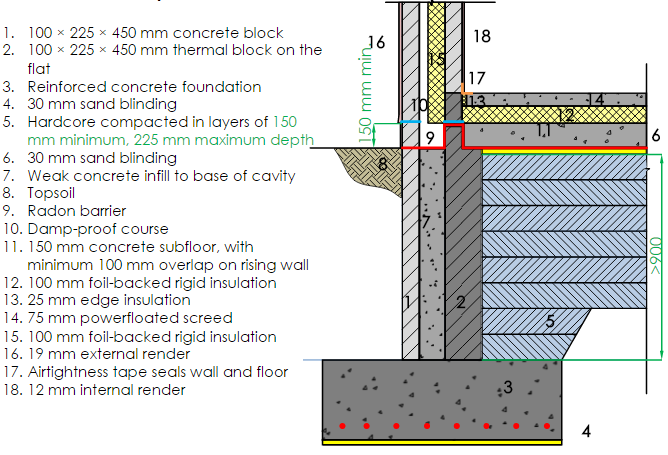 1. 100 × 225 × 450 mm concrete block
2. 100 × 225 × 450 mm thermal block on the
flat
3. Reinforced concrete foundation
4. 30 mm sand blinding
5. Hardcore compacted in layers of 150
mm minimum, 225 mm maximum depth
6. 30 mm sand blinding
7. Weak concrete infill to base of cavity
8. Topsoil
9. Radon barrier
10. Damp-proof course
11. 150 mm concrete subfloor, with
minimum 100 mm overlap on rising wall
12. 100 mm foil-backed rigid insulation
13. 25 mm edge insulation
14. 75 mm powerfloated screed
15. 100 mm foil-backed rigid insulation
16. 19 mm external render
17. Airtightness tape seals wall and floor
18. 12 mm internal render
16
15
18
17
150 mm min
10
13
14
12
9
11
6
8
7
>900
1
2
5
3
4